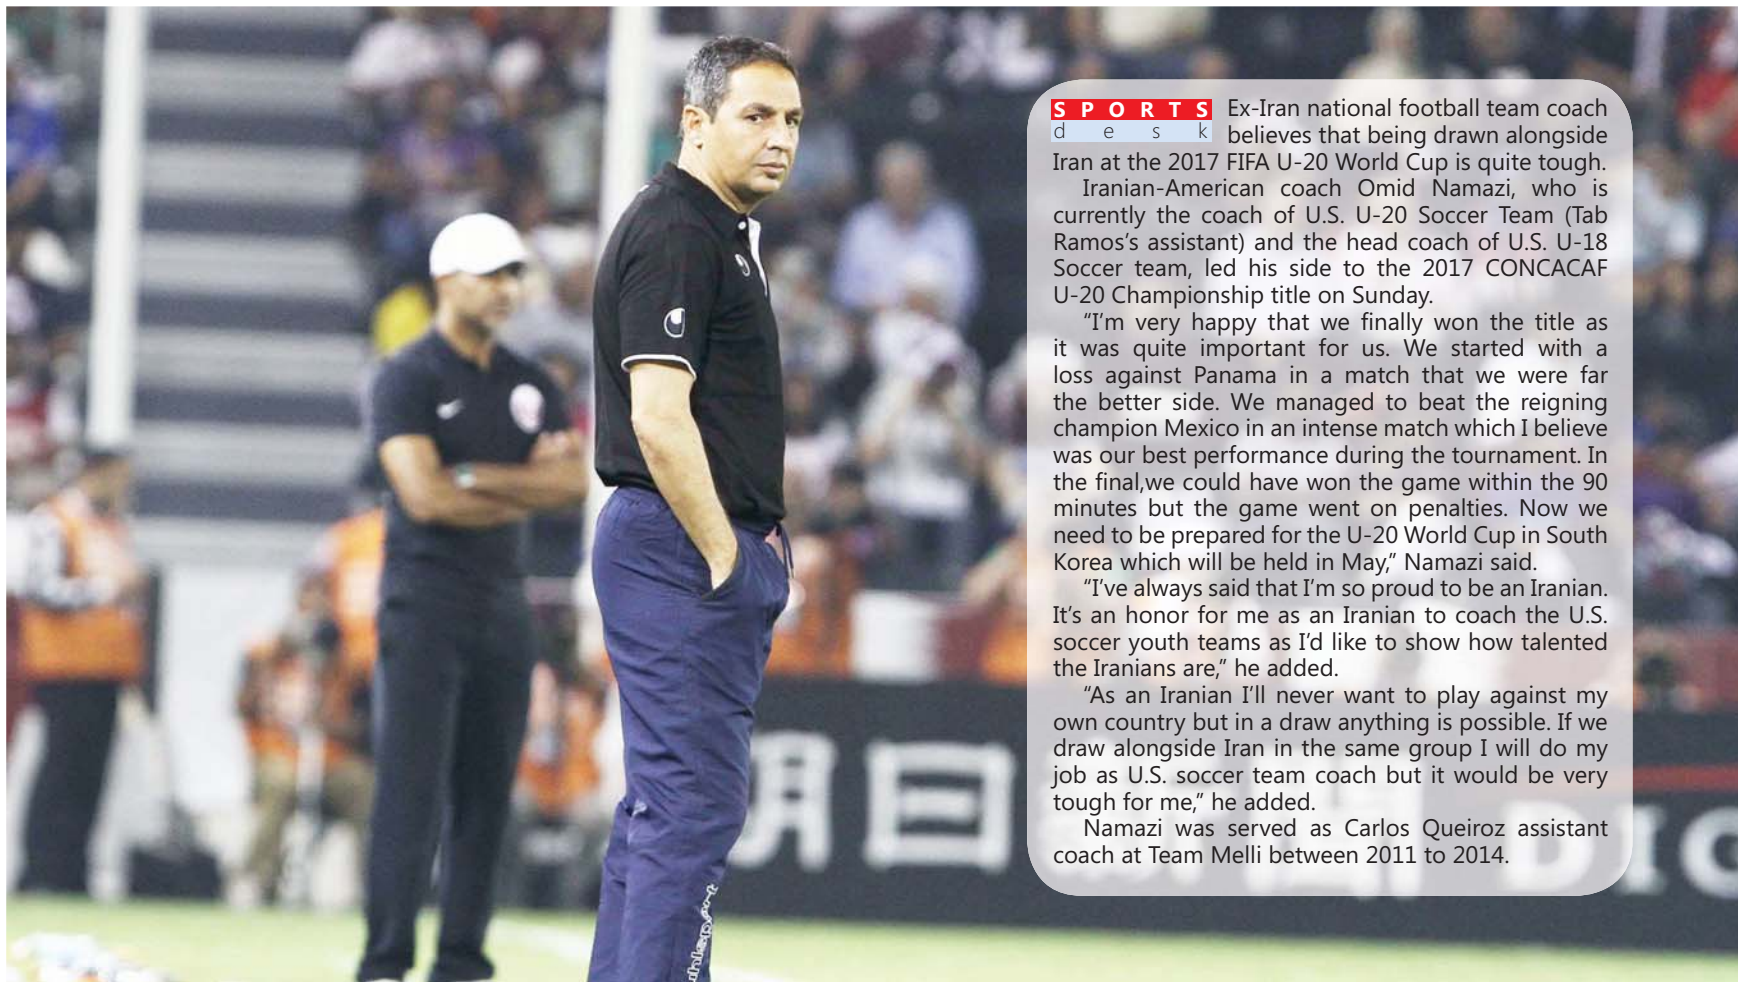 SPORTS
desk
Ex-Iran national football team coach
believes that being drawn alongside
Iran at the 2017 FIFA U-20 World Cup is quite tough.
Iranian-American coach Omid Namazi, who is
currently the coach of U.S. U-20 Soccer Team (Tab
Ramos’s assistant) and the head coach of U.S. U-18
Soccer team, led his side to the 2017 CONCACAF
U-20 Championship title on Sunday.
“I’m very happy that we finally won the title as
it was quite important for us. We started with a
loss against Panama in a match that we were far
the better side. We managed to beat the reigning
champion Mexico in an intense match which I believe
was our best performance during the tournament. In
the final,we could have won the game within the 90
minutes but the game went on penalties. Now we
need to be prepared for the U-20 World Cup in South
Korea which will be held in May,” Namazi said.
“I’ve always said that I’m so proud to be an Iranian.
It’s an honor for me as an Iranian to coach the U.S.
soccer youth teams as I’d like to show how talented
the Iranians are,” he added.
“As an Iranian I’ll never want to play against my
own country but in a draw anything is possible. If we
draw alongside Iran in the same group I will do my
job as U.S. soccer team coach but it would be very
tough for me,” he added.
Namazi was served as Carlos Queiroz assistant
coach at Team Melli between 2011 to 2014.
uhlsport